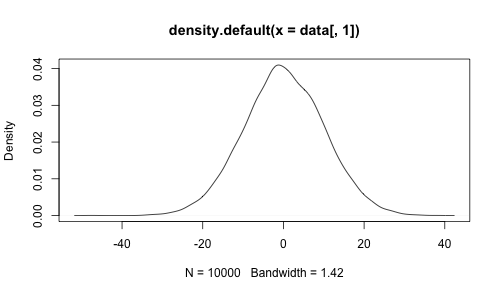 density.default(x = data[, 1])
Density
0.04
0.03
0.02
0.01
0.00
-40 -20 0 20 40
N = 10000 Bandwidth = 1.42